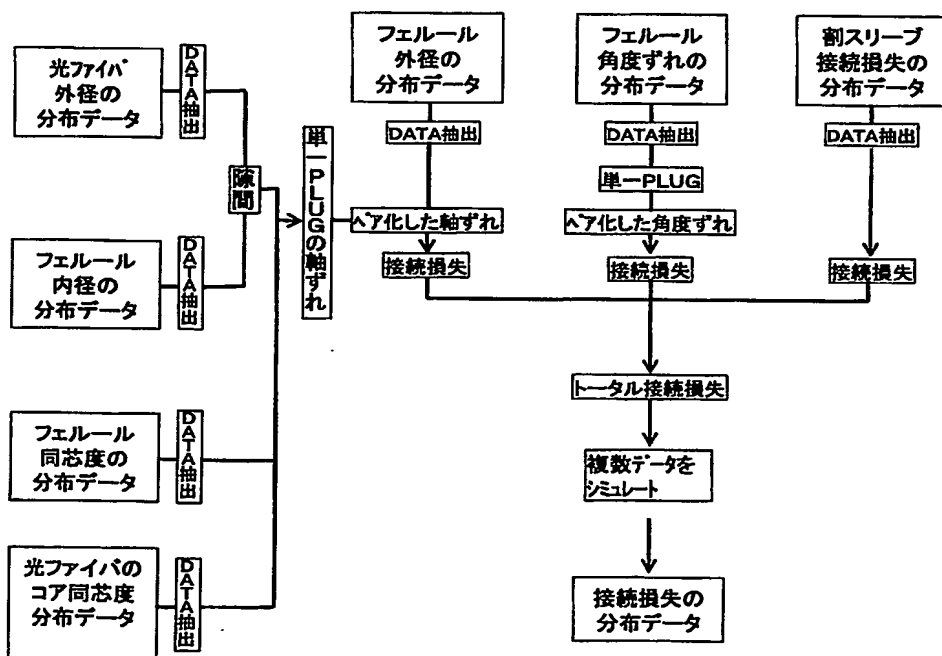 光ファイバ
外径の
分布データ
DATA抽出
フェルール
内径の
分布データ
DATA抽出
隙間
フェルール
同芯度の
分布データ
DATA抽出
光ファイバの
コア同芯度
分布データ
DATA抽出
単一PLUGの軸ずれ
フェルール
外径の
分布データ
DATA抽出
ペア化した軸ずれ
接続損失
フェルール
角度ずれの
分布データ
DATA抽出
単一PLUG
ペア化した角度ずれ
接続損失
割スリーブ
接続損失の
分布データ
DATA抽出
接続損失
トータル接続損失
複数データを
シミュレート
接続損失の
分布データ